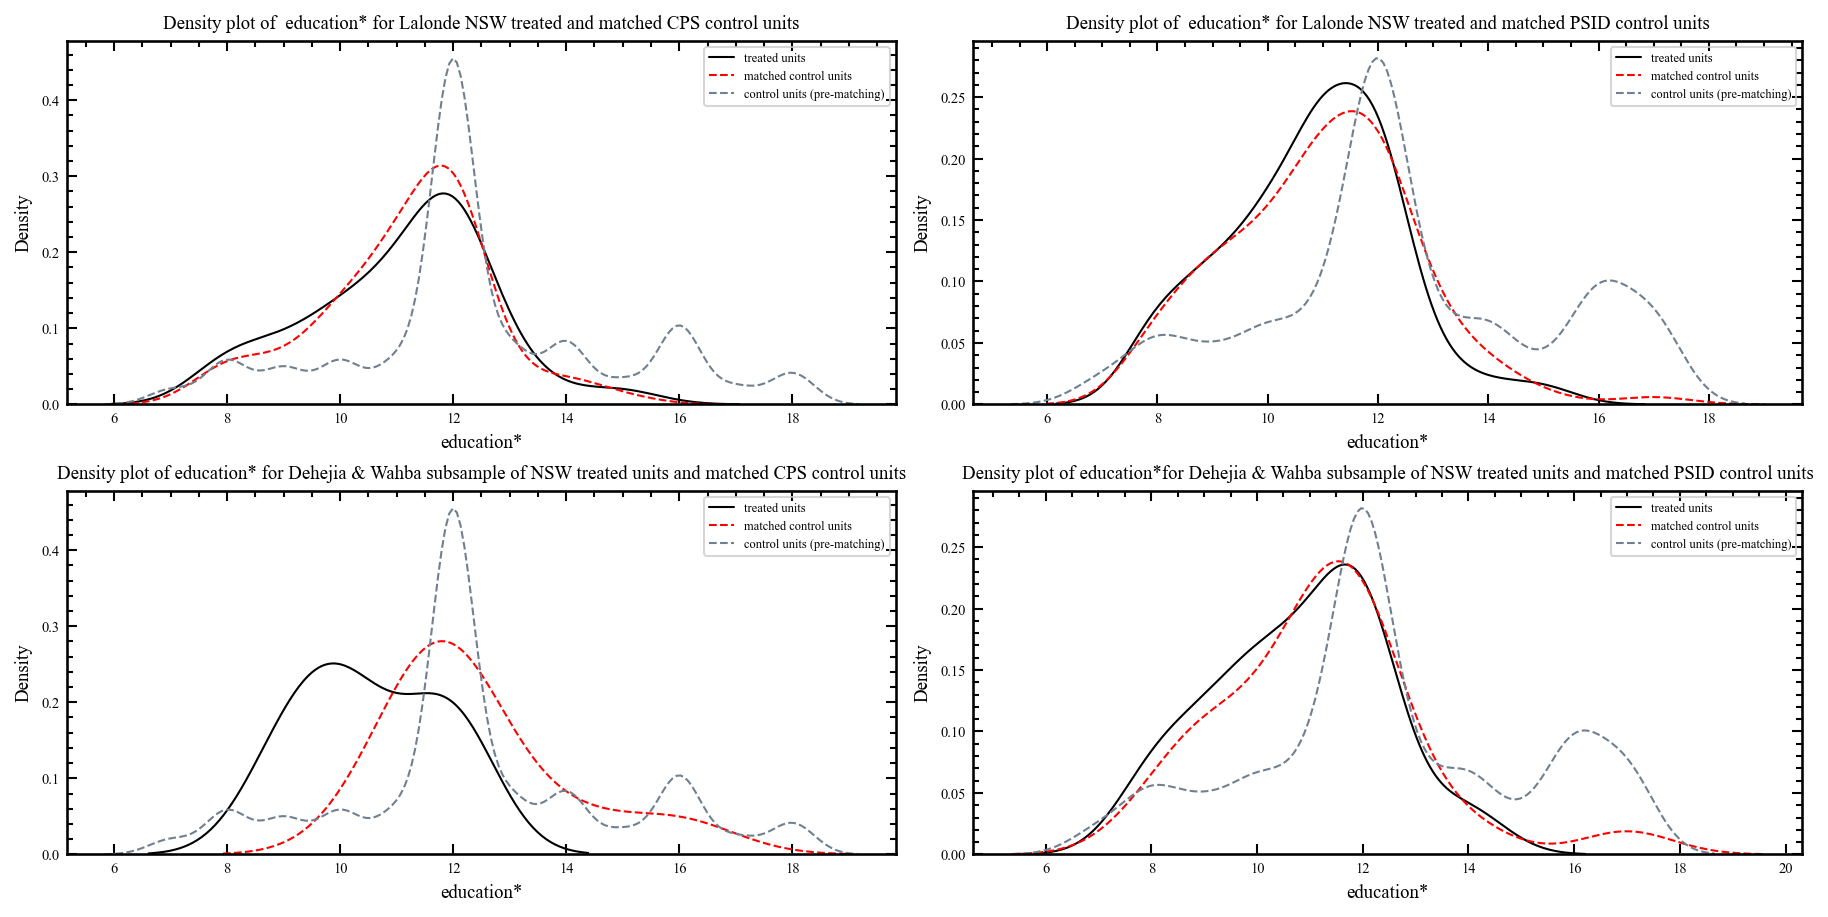 Density plot of  education* for Lalonde NSW treated and matched CPS control units
treated units
matched control units
control units (pre-matching)
Density
0.0
0.1
0.2
0.3
0.4
6 8 10 12 14 16 18
education*
Density plot of  education* for Lalonde NSW treated and matched PSID control units
treated units
matched control units
control units (pre-matching)
Density
0.00
0.05
0.10
0.15
0.20
0.25
6 8 10 12 14 16 18
education*
Density plot of education* for Dehejia & Wahba subsample of NSW treated units and matched CPS control units
treated units
matched control units
control units (pre-matching)
Density
0.0
0.1
0.2
0.3
0.4
6 8 10 12 14 16 18
education*
Density plot of education*for Dehejia & Wahba subsample of NSW treated units and matched PSID control units
treated units
matched control units
control units (pre-matching)
Density
0.00
0.05
0.10
0.15
0.20
0.25
6 8 10 12 14 16 18 20
education*